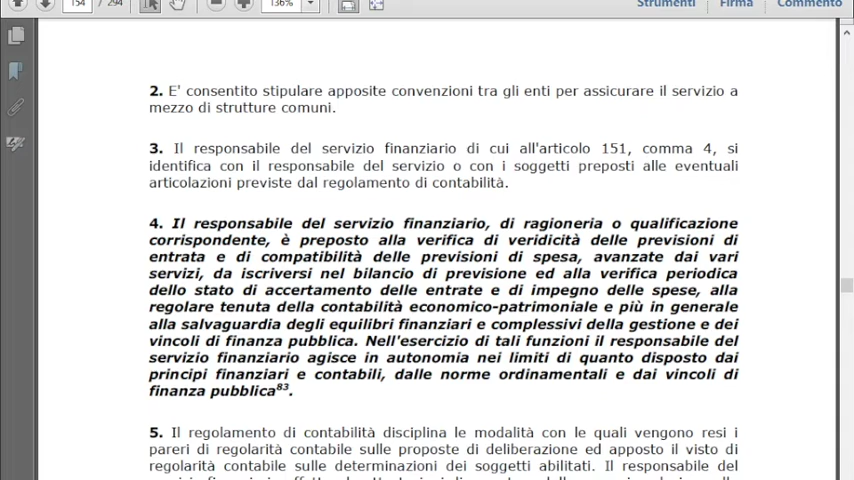 154 / 294 136% Strumenti Firma Commento
2. E' consentito stipulare apposite convenzioni tra gli enti per assicurare il servizio a
mezzo di strutture comuni.
3. Il responsabile del servizio finanziario di cui all'articolo 151, comma 4, si
identifica con il responsabile del servizio o con i soggetti preposti alle eventuali
articolazioni previste dal regolamento di contabilità.
4. Il responsabile del servizio finanziario, di ragioneria o qualificazione
corrispondente, è preposto alla verifica di veridicità delle previsioni di
entrata e di compatibilità delle previsioni di spesa, avanzate dai vari
servizi, da iscriversi nel bilancio di previsione ed alla verifica periodica
dello stato di accertamento delle entrate e di impegno delle spese, alla
regolare tenuta della contabilità economico-patrimoniale e più in generale
alla salvaguardia degli equilibri finanziari e complessivi della gestione e dei
vincoli di finanza pubblica. Nell'esercizio di tali funzioni il responsabile del
servizio finanziario agisce in autonomia nei limiti di quanto disposto dai
principi finanziari e contabili, dalle norme ordinamentali e dai vincoli di
finanza pubblica83.
5. Il regolamento di contabilità disciplina le modalità con le quali vengono resi i
pareri di regolarità contabile sulle proposte di deliberazione ed apposto il visto di
regolarità contabile sulle determinazioni dei soggetti abilitati. Il responsabile del